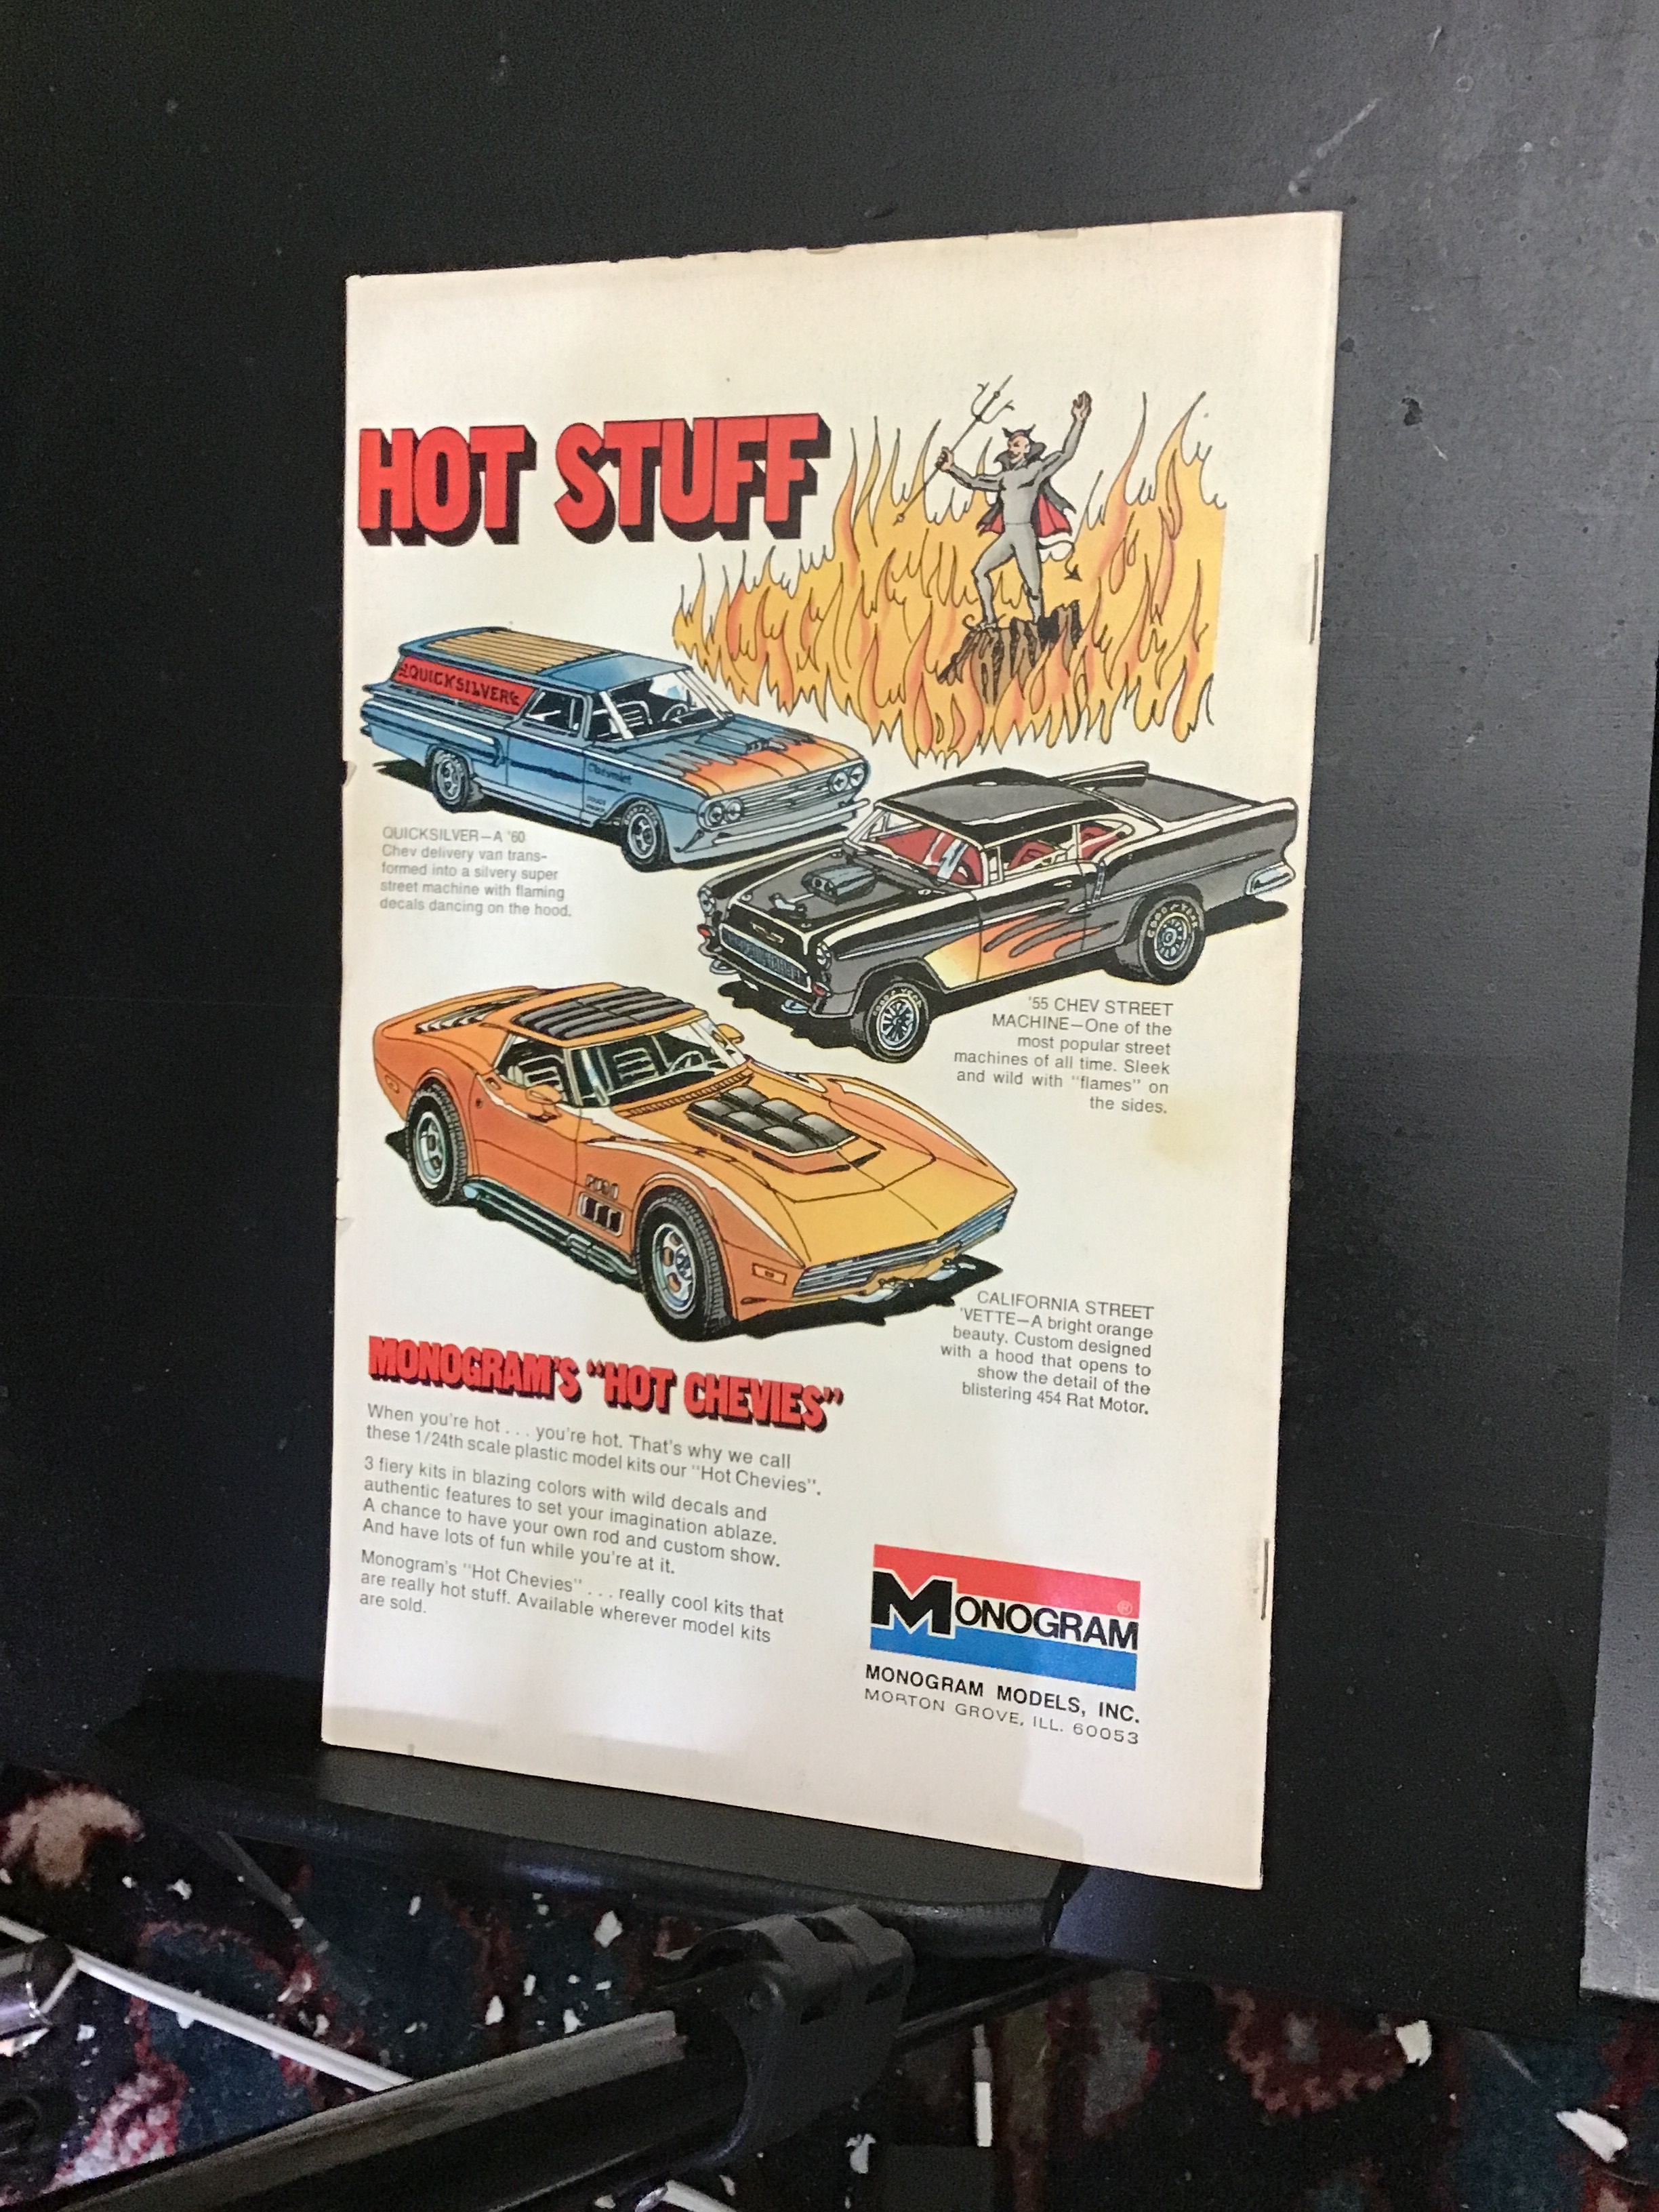 HOT STUFF
QUICKSILVER
Chevrolet
QUICKSILVER—A '60
Chev delivery van trans-
formed into a silvery super
street machine with flaming
decals dancing on the hood.
GOOD YEAR
GOOD YEAR
'55 CHEV STREET
MACHINE—One of the
most popular street
machines of all time. Sleek
and wild with "flames" on
the sides.
CALIFORNIA STREET
'VETTE—A bright orange
beauty. Custom designed
with a hood that opens to
show the detail of the
blistering 454 Rat Motor.
MONOGRAM'S "HOT CHEVIES"
When you're hot . . . you're hot. That's why we call
these 1/24th scale plastic model kits our "Hot Chevies".
3 fiery kits in blazing colors with wild decals and
authentic features to set your imagination ablaze.
A chance to have your own rod and custom show.
And have lots of fun while you're at it.
Monogram's "Hot Chevies" . . . really cool kits that
are really hot stuff. Available wherever model kits
are sold.
MONOGRAM®
MONOGRAM MODELS, INC.
MORTON GROVE, ILL. 60053